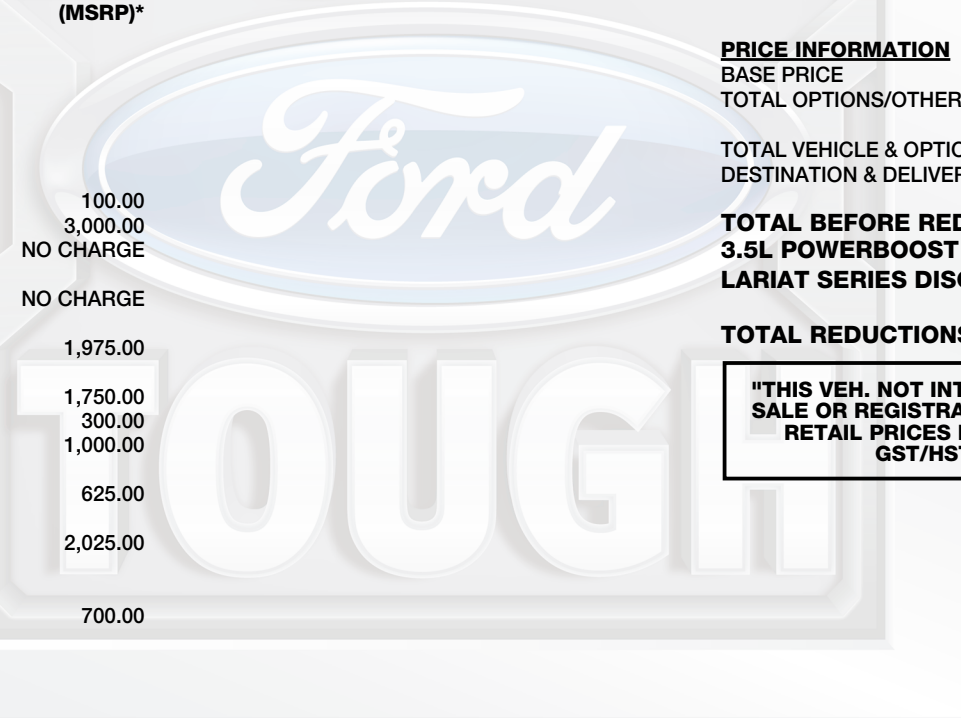 (MSRP)*
100.00
3,000.00
NO CHARGE
NO CHARGE
1,975.00
1,750.00
300.00
1,000.00
625.00
2,025.00
700.00
Ford
TOUGH
PRICE INFORMATION
BASE PRICE
TOTAL OPTIONS/OTHER
TOTAL VEHICLE & OPTIO
DESTINATION & DELIVER
TOTAL BEFORE RED
3.5L POWERBOOST
LARIAT SERIES DISC
TOTAL REDUCTIONS
"THIS VEH. NOT INT
SALE OR REGISTRA
RETAIL PRICES
GST/HST